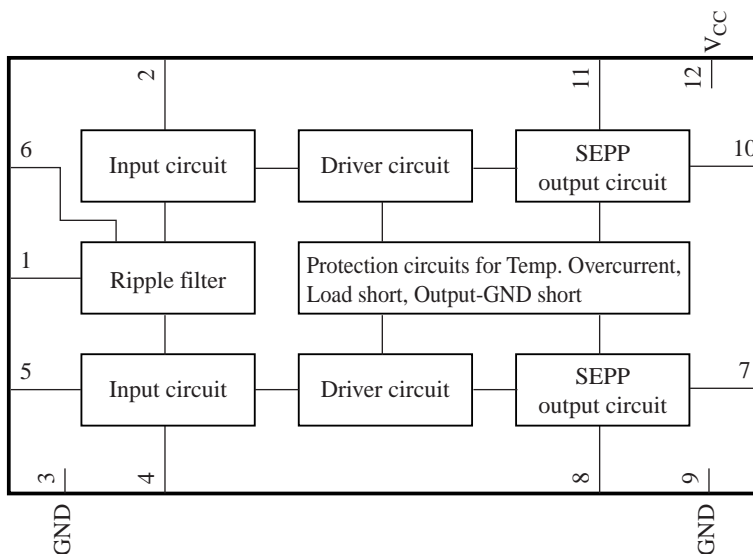 VCC
2
11
12
6
Input circuit
Driver circuit
SEPP
output circuit
10
1
Ripple filter
Protection circuits for Temp. Overcurrent,
Load short, Output-GND short
5
Input circuit
Driver circuit
SEPP
output circuit
7
3
4
8
9
GND
GND